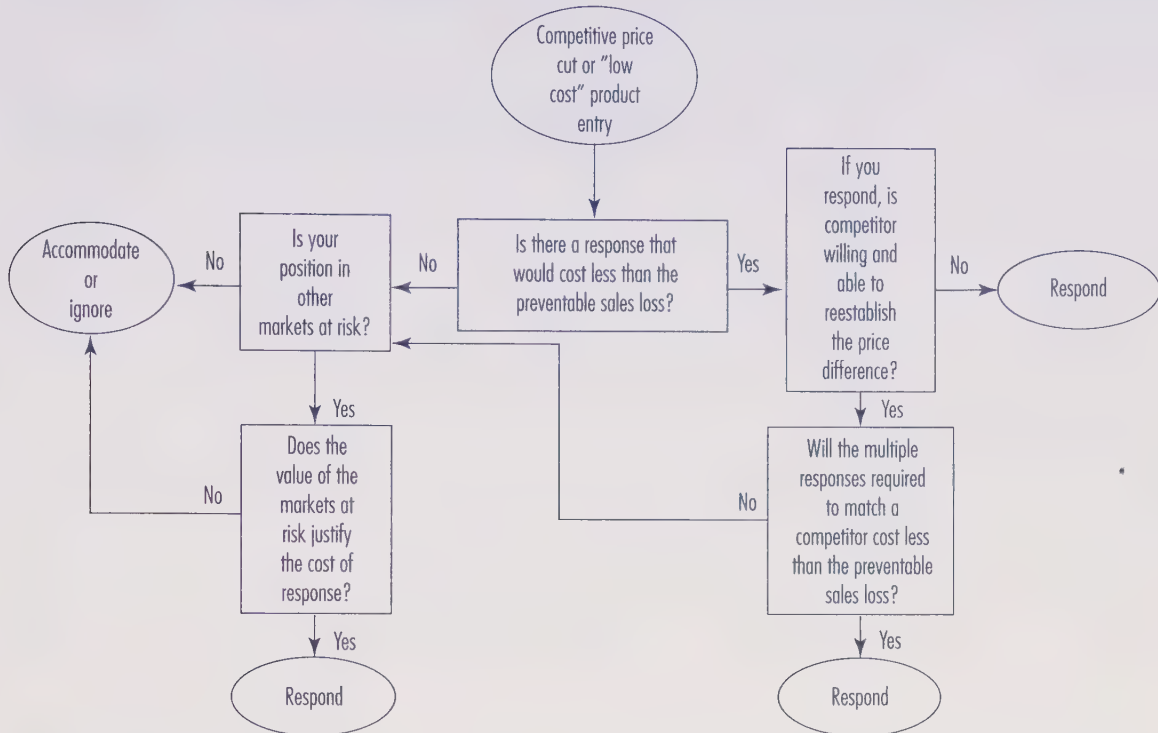 Competitive price
cut or "low
cost" product
entry
Is there a response that
would cost less than the
preventable sales loss?
No
Yes
Is your
position in
other
markets at risk?
No
Accommodate
or
ignore
Yes
Does the
value of the
markets at
risk justify
the cost of
response?
No
Yes
Respond
If you
respond, is
competitor
willing and
able to
reestablish
the price
difference?
No
Respond
Yes
Will the multiple
responses required
to match a
competitor cost less
than the preventable
sales loss?
No
Yes
Respond